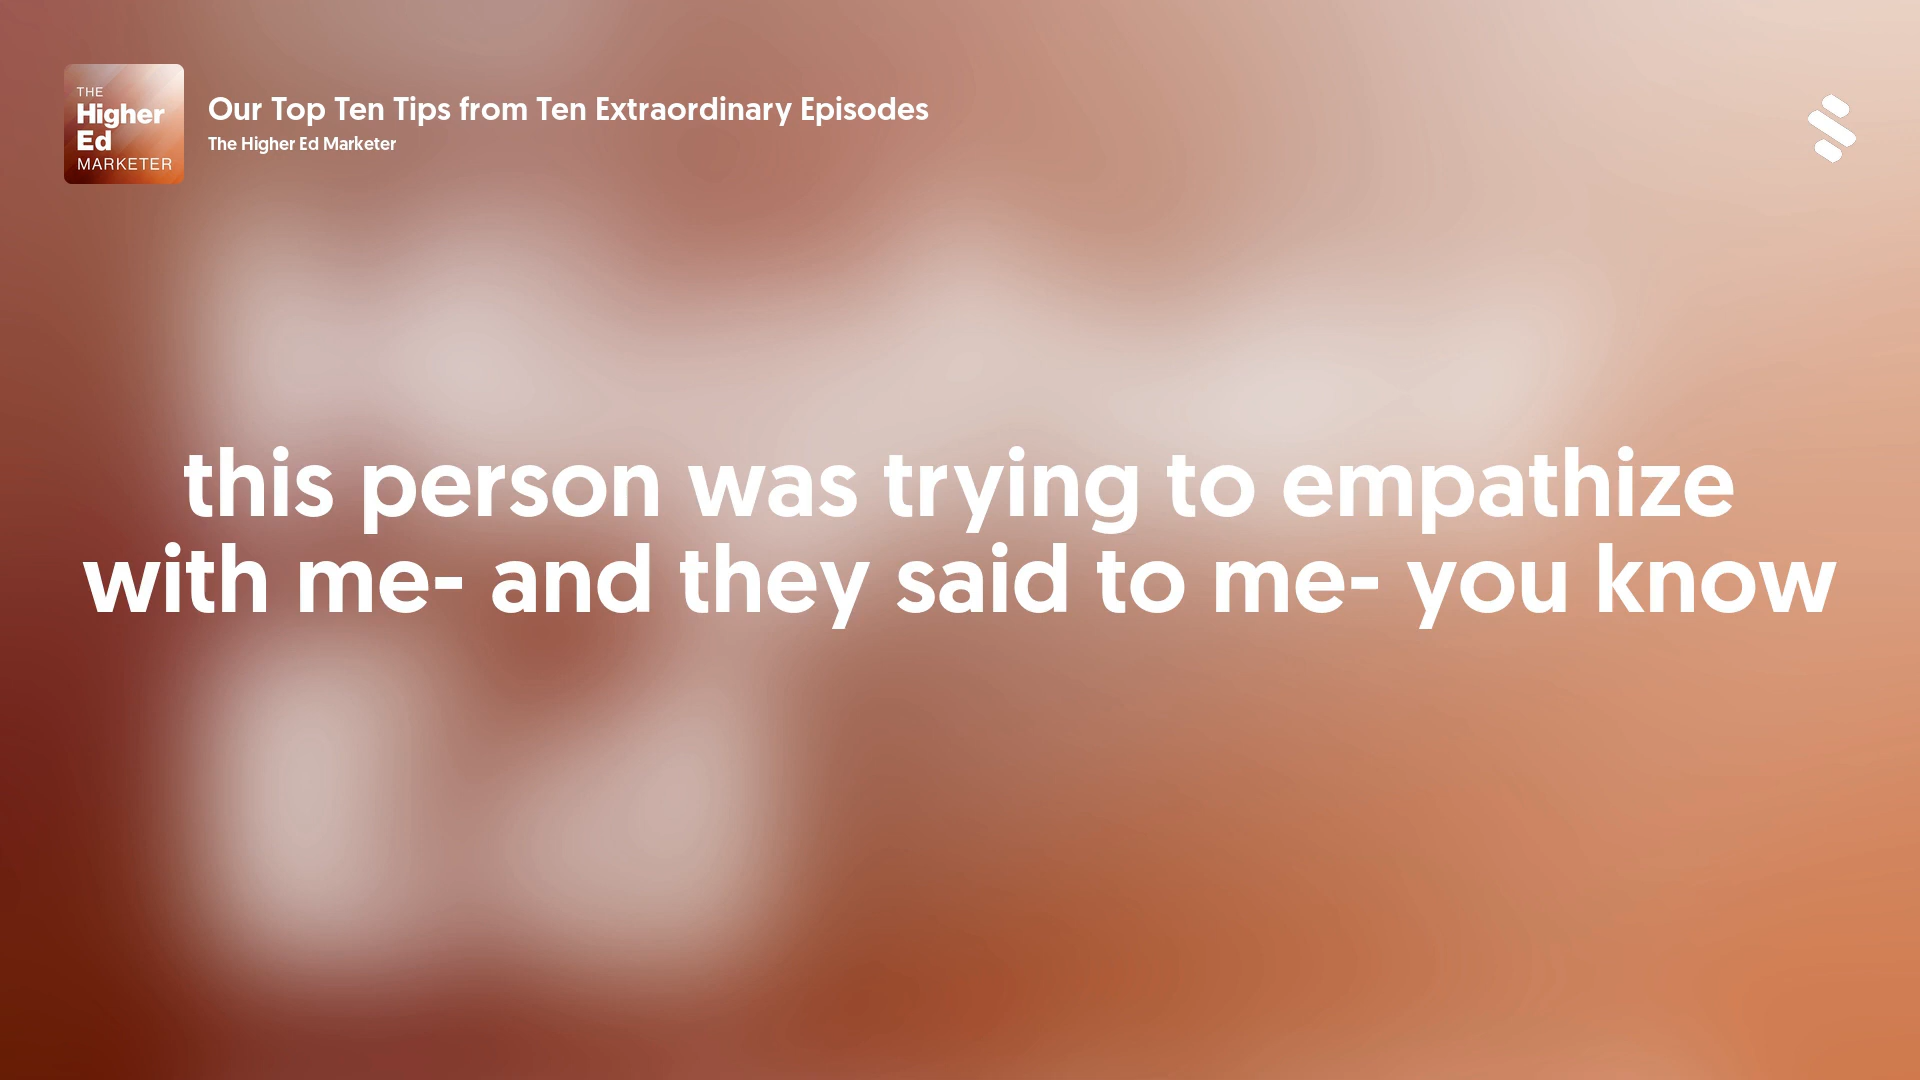 THE
Higher
Ed
MARKETER
Our Top Ten Tips from Ten Extraordinary Episodes
The Higher Ed Marketer
this person was trying to empathize
with me- and they said to me- you know